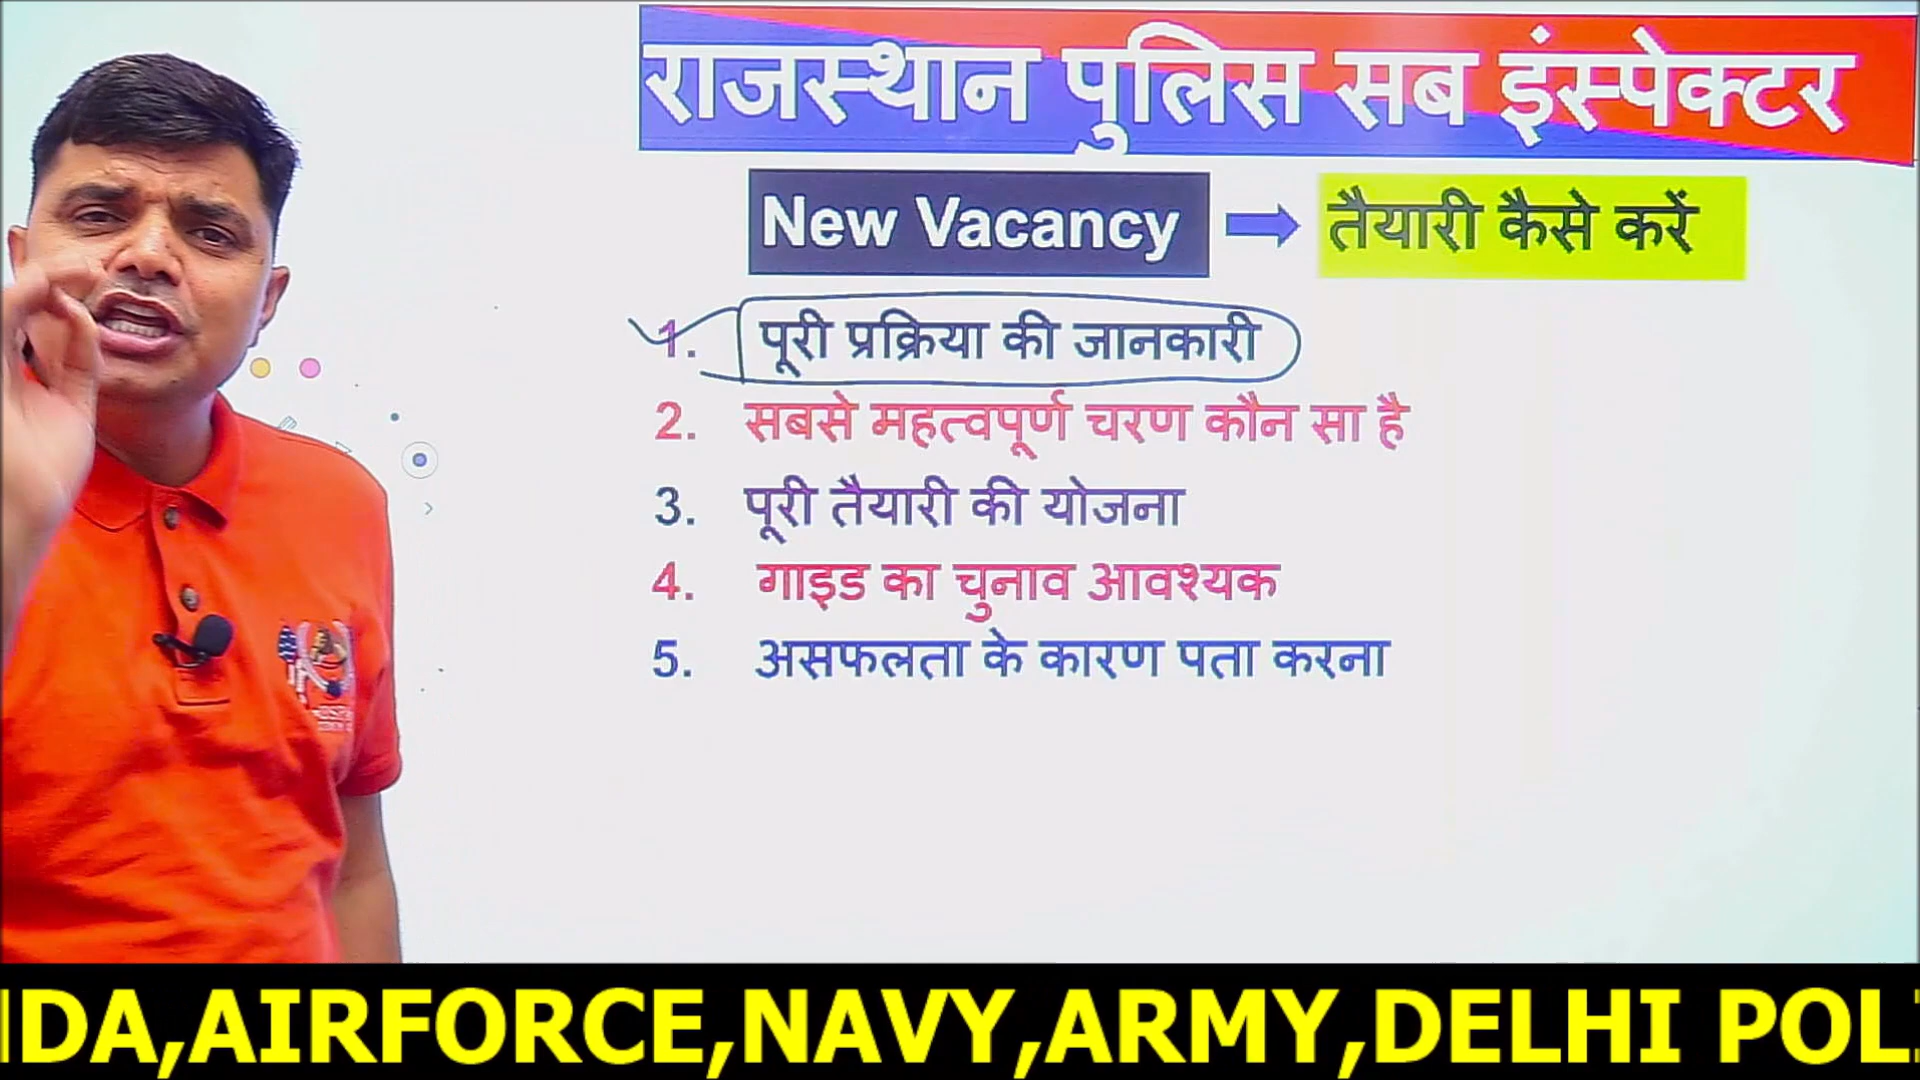 राजस्थान पुलिस सब इंस्पेक्टर
New Vacancy तैयारी कैसे करें
1. पूरी प्रक्रिया की जानकारी
2. सबसे महत्वपूर्ण चरण कौन सा है
3. पूरी तैयारी की योजना
4. गाइड का चुनाव आवश्यक
5. असफलता के कारण पता करना
DA,AIRFORCE,NAVY,ARMY,DELHI POL